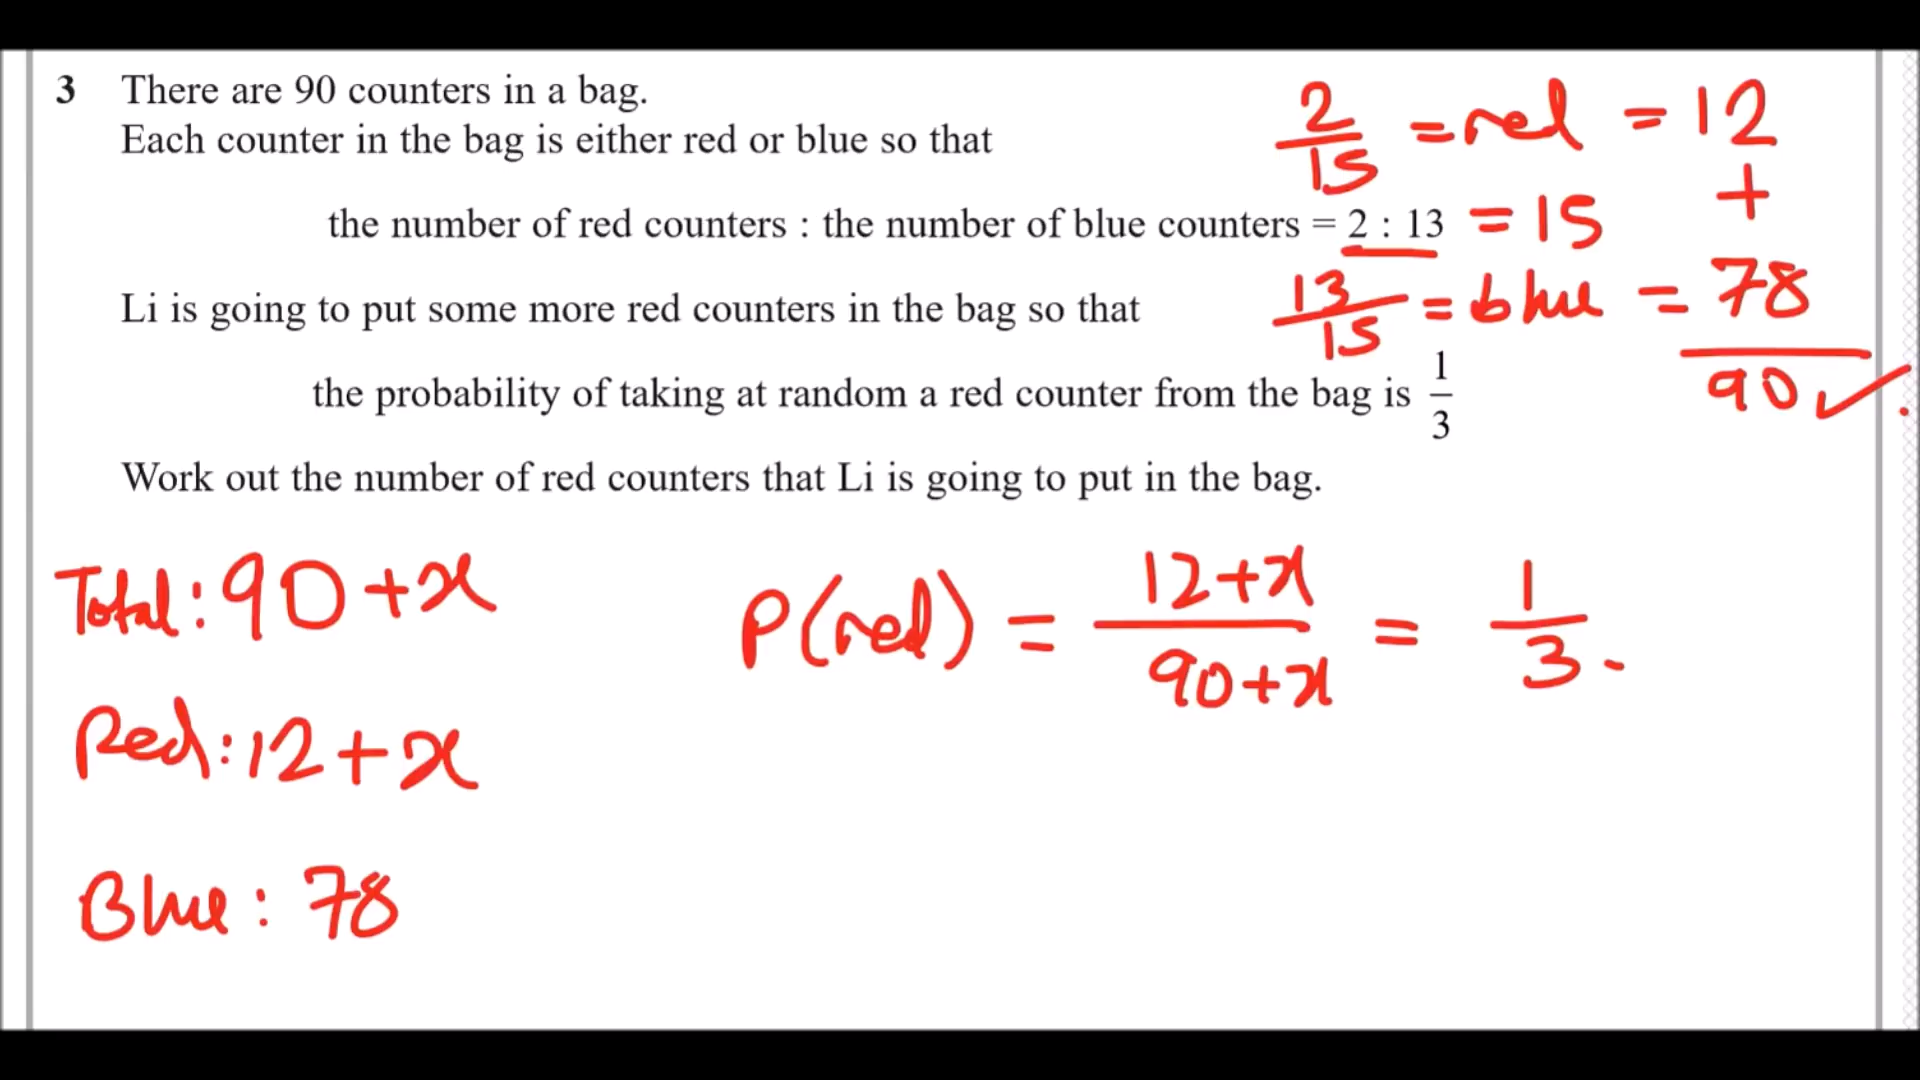 3 There are 90 counters in a bag.
Each counter in the bag is either red or blue so that
2/15 = red = 12
+
the number of red counters : the number of blue counters = 2 : 13 = 15
13/15 = blue = 78
90 ✓.
Li is going to put some more red counters in the bag so that
the probability of taking at random a red counter from the bag is 1/3
Work out the number of red counters that Li is going to put in the bag.
Total: 90 + x
P(red) = 12+x/90+x = 1/3.
Red: 12 + x
Blue: 78